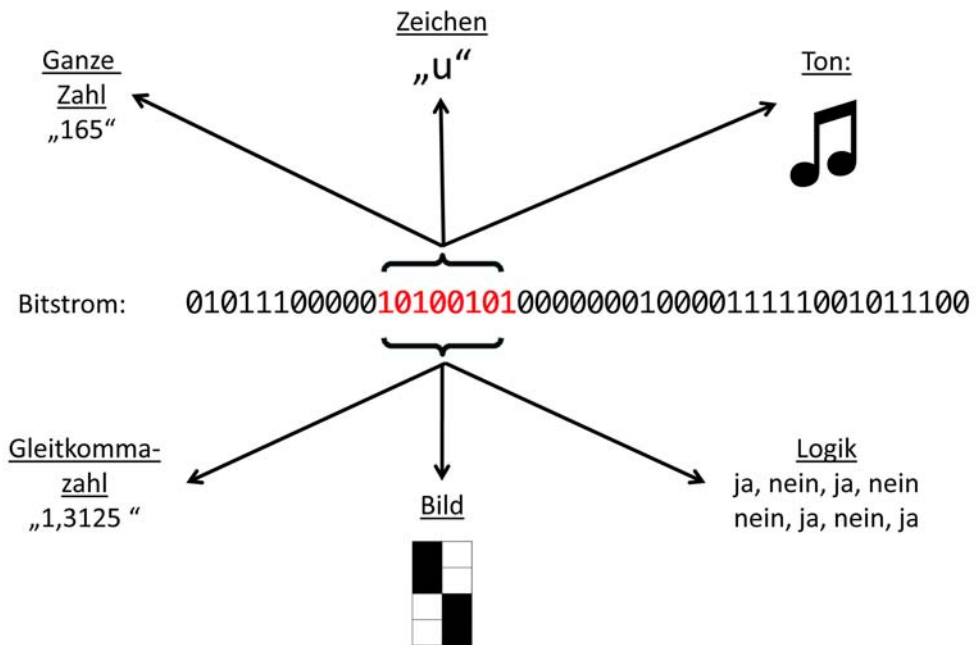 Zeichen
„u“
Ganze
Zahl
„165“
Ton:
Bitstrom:
010111000001010010100000001000011111001011100
Gleitkomma-
zahl
„1,3125 “
Bild
Logik
ja, nein, ja, nein
nein, ja, nein, ja